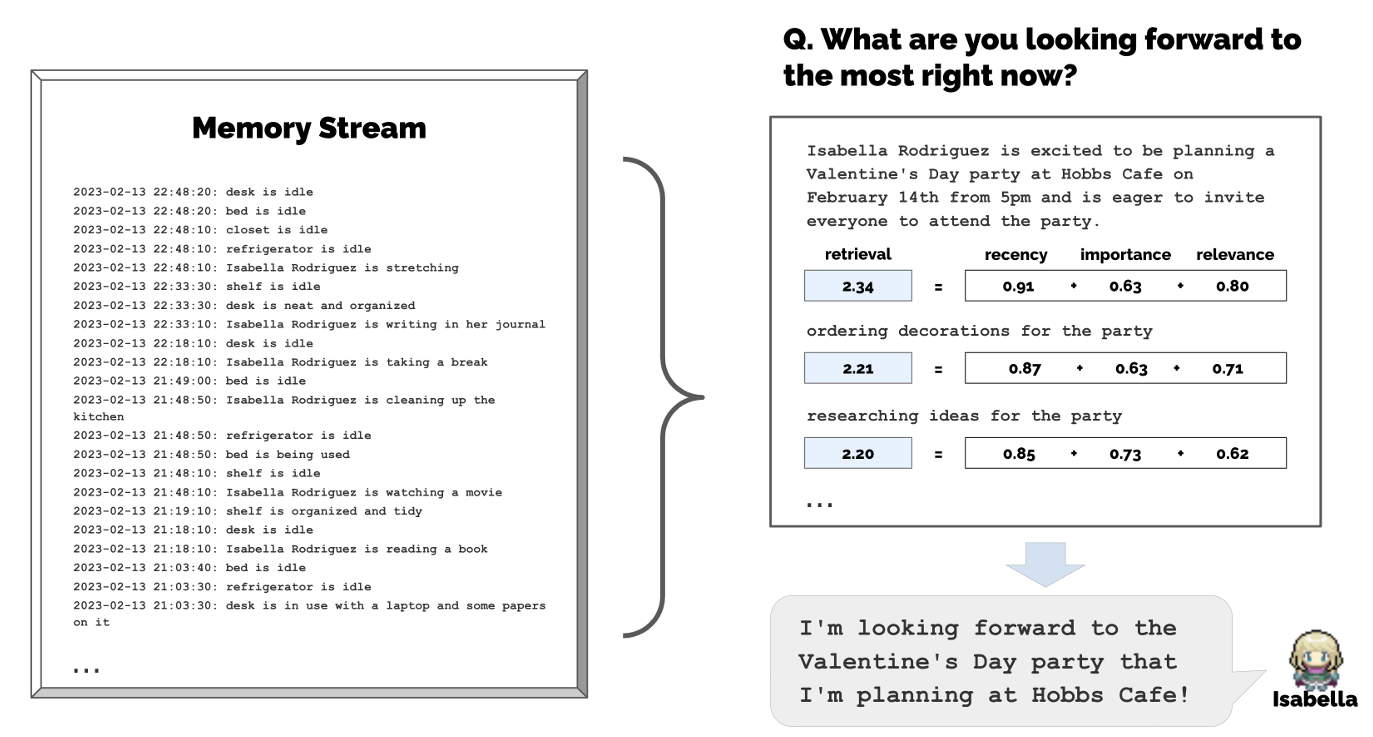 Memory Stream
2023-02-13 22:48:20: desk is idle
2023-02-13 22:48:20: bed is idle
2023-02-13 22:48:10: closet is idle
2023-02-13 22:48:10: refrigerator is idle
2023-02-13 22:48:10: Isabella Rodriguez is stretching
2023-02-13 22:33:30: shelf is idle
2023-02-13 22:33:30: desk is neat and organized
2023-02-13 22:33:10: Isabella Rodriguez is writing in her journal
2023-02-13 22:18:10: desk is idle
2023-02-13 22:18:10: Isabella Rodriguez is taking a break
2023-02-13 21:49:00: bed is idle
2023-02-13 21:48:50: Isabella Rodriguez is cleaning up the
kitchen
2023-02-13 21:48:50: refrigerator is idle
2023-02-13 21:48:50: bed is being used
2023-02-13 21:48:10: shelf is idle
2023-02-13 21:48:10: Isabella Rodriguez is watching a movie
2023-02-13 21:19:10: shelf is organized and tidy
2023-02-13 21:18:10: desk is idle
2023-02-13 21:18:10: Isabella Rodriguez is reading a book
2023-02-13 21:03:40: bed is idle
2023-02-13 21:03:30: refrigerator is idle
2023-02-13 21:03:30: desk is in use with a laptop and some papers
on it
...
Q. What are you looking forward to
the most right now?
Isabella Rodriguez is excited to be planning a
Valentine's Day party at Hobbs Cafe on
February 14th from 5pm and is eager to invite
everyone to attend the party.
retrieval recency importance relevance
2.34 = 0.91 + 0.63 + 0.80
ordering decorations for the party
2.21 = 0.87 + 0.63 + 0.71
researching ideas for the party
2.20 = 0.85 + 0.73 + 0.62
...
I'm looking forward to the
Valentine's Day party that
I'm planning at Hobbs Cafe!
Isabella